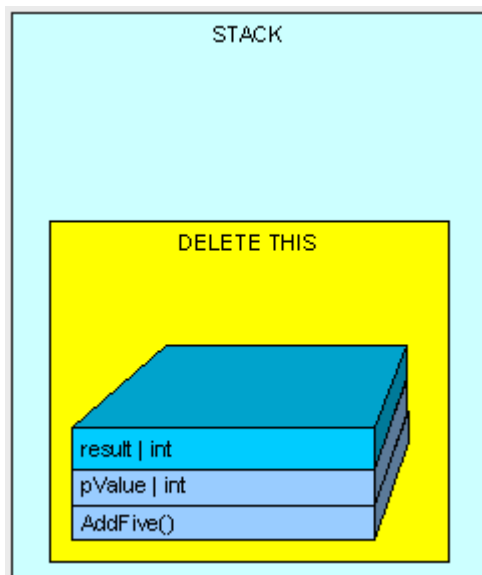 STACK
DELETE THIS
result | int
pValue | int
AddFive()